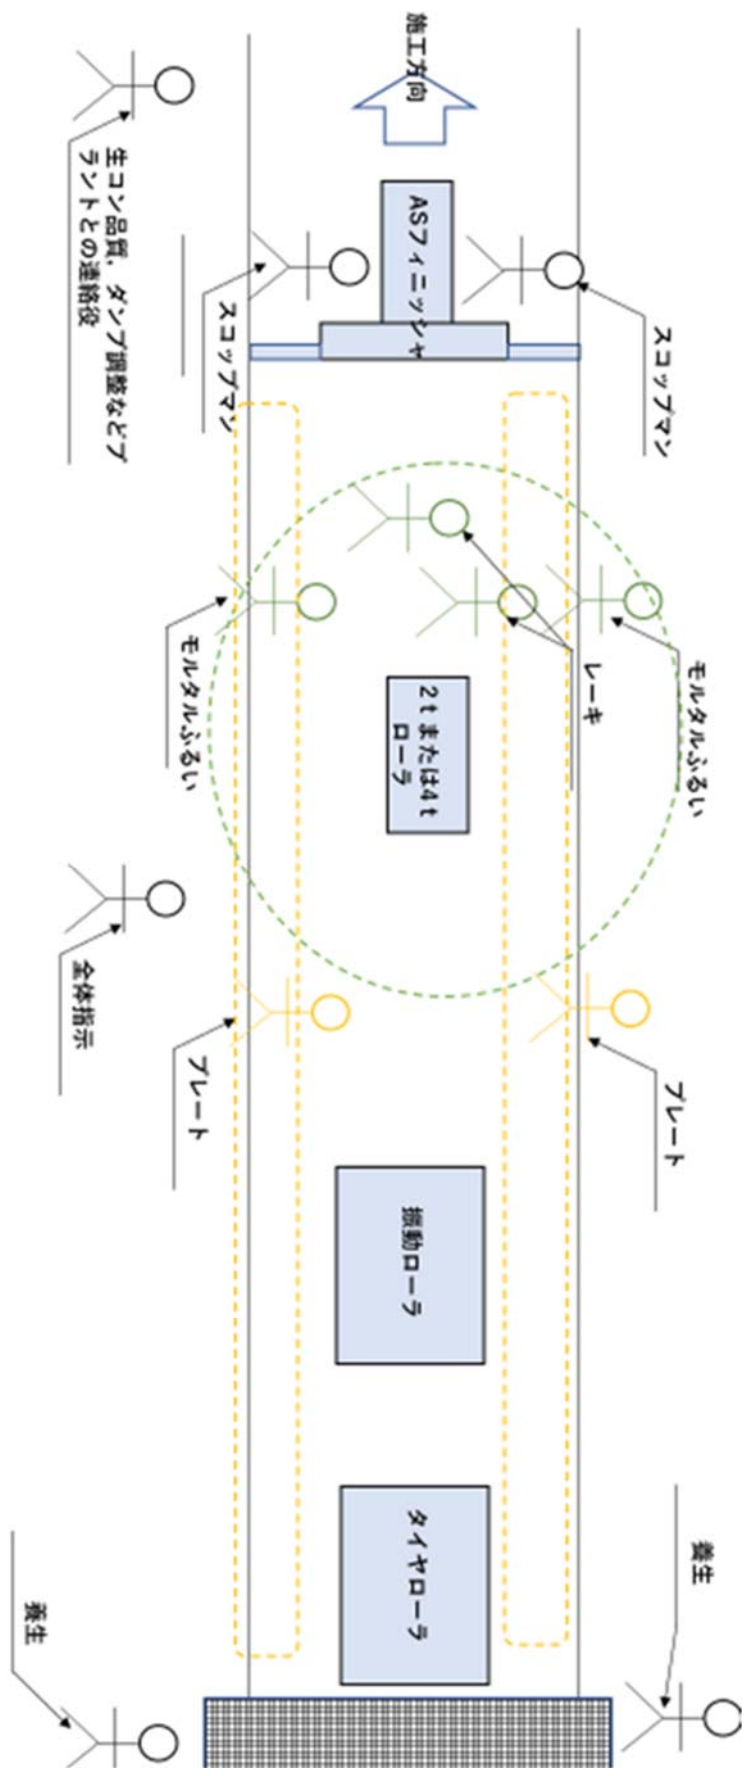 施工方向
生コン品質，ダンプ調整などプ
ラントとの連絡役
ASフィニッシャ
スコップマン
スコップマン
モルタルふるい
レーキ
モルタルふるい
2ｔまたは4ｔ
ローラ
全体指示
プレート
プレート
振動ローラ
タイヤローラ
養生
養生